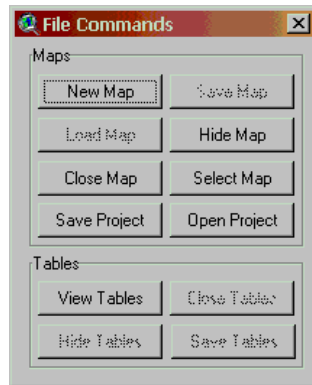 File Commands
Maps
New Map Save Map
Load Map Hide Map
Close Map Select Map
Save Project Open Project
Tables
View Tables Close Tables
Hide Tables Save Tables